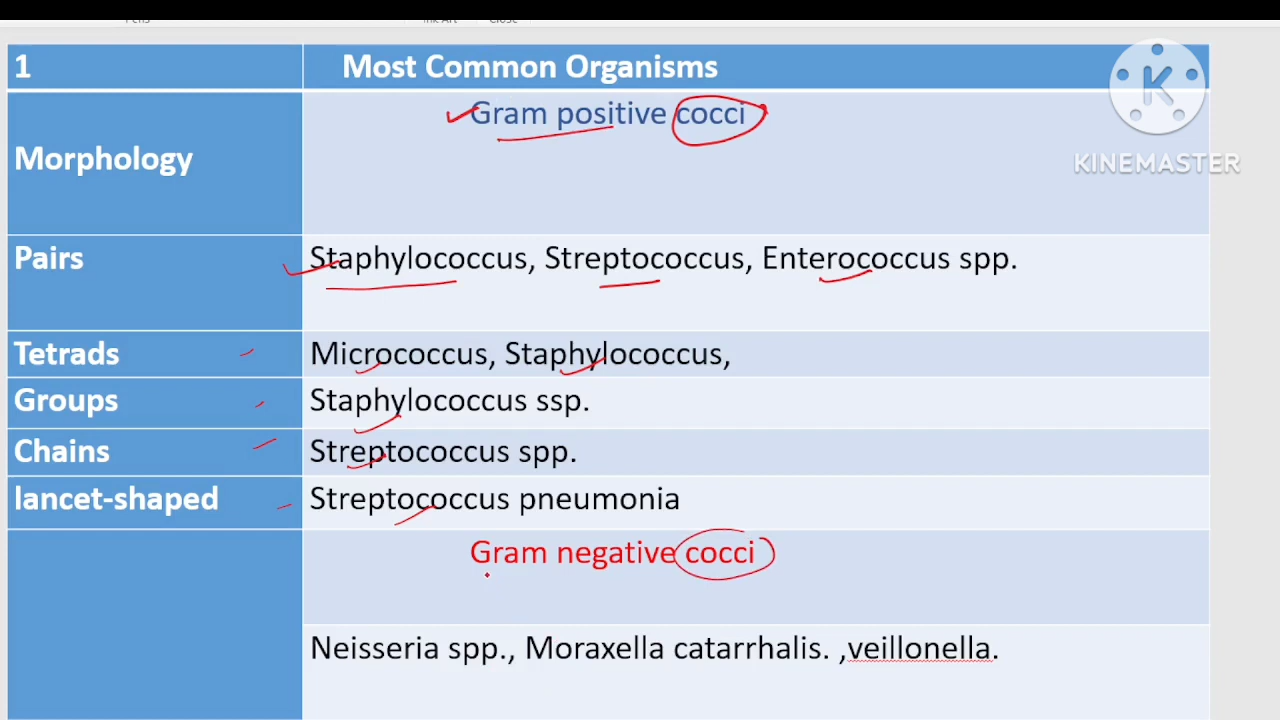 1 Most Common Organisms
Gram positive cocci
Morphology
Pairs Staphylococcus, Streptococcus, Enterococcus spp.
Tetrads Micrococcus, Staphylococcus,
Groups Staphylococcus ssp.
Chains Streptococcus spp.
lancet-shaped Streptococcus pneumonia
Gram negative cocci
Neisseria spp., Moraxella catarrhalis. ,veillonella.
K
KINEMASTER